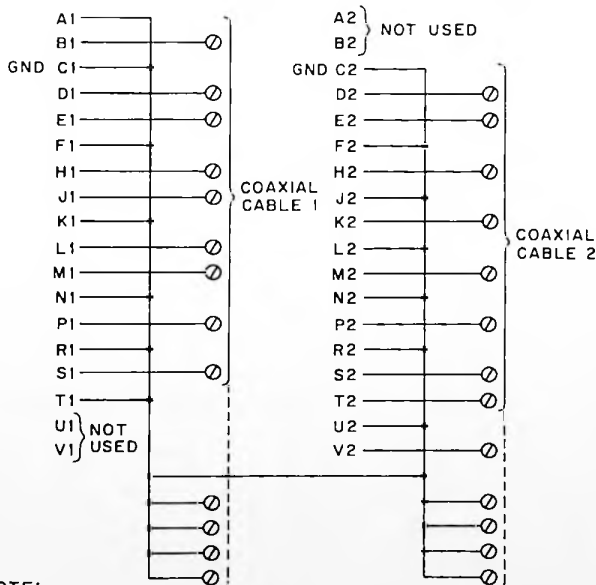 A1
B1
GND C1
D1
E1
F1
H1
J1
K1
L1
M1
N1
P1
R1
S1
T1
U1
V1
NOT
USED
COAXIAL
CABLE 1
A2
B2
NOT USED
GND C2
D2
E2
F2
H2
J2
K2
L2
M2
N2
P2
R2
S2
T2
U2
V2
COAXIAL
CABLE 2